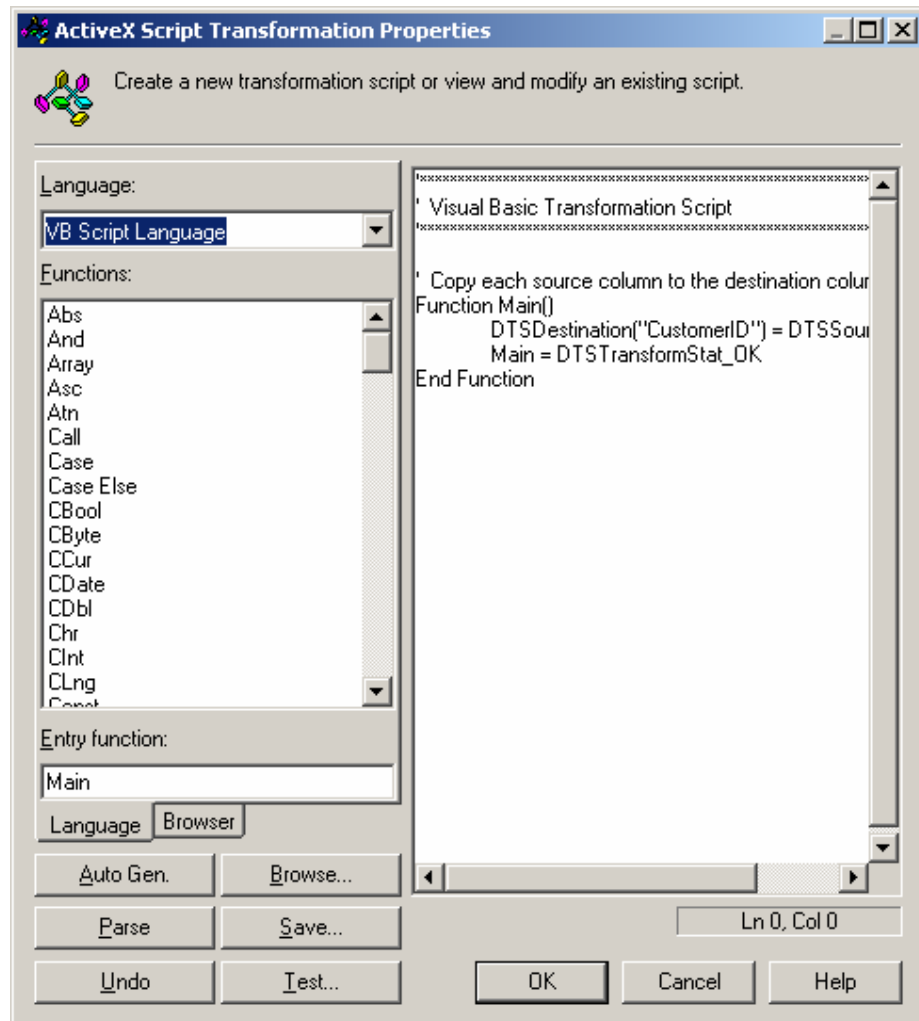 ActiveX Script Transformation Properties
Create a new transformation script or view and modify an existing script.
Language:
VB Script Language
Functions:
Abs
And
Array
Asc
Atn
Call
Case
Case Else
CBool
CByte
CCur
CDate
CDbl
Chr
CInt
CLng
Const
Entry function:
Main
Language
Browser
Auto Gen.
Browse...
Parse
Save...
Undo
Test...
' Visual Basic Transformation Script
' Copy each source column to the destination colur
Function Main()
DTSDestination("CustomerID") = DTSSour
Main = DTSTransformStat_OK
End Function
Ln 0, Col 0
OK
Cancel
Help